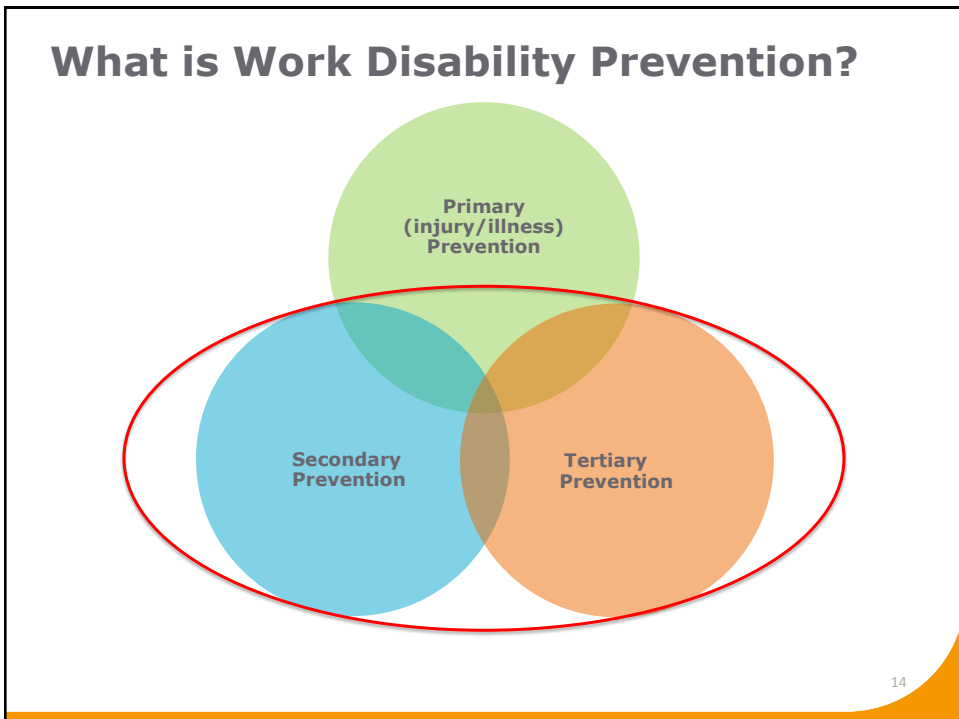 What is Work Disability Prevention?
Primary
(injury/illness)
Prevention
Secondary
Prevention
Tertiary
Prevention
14